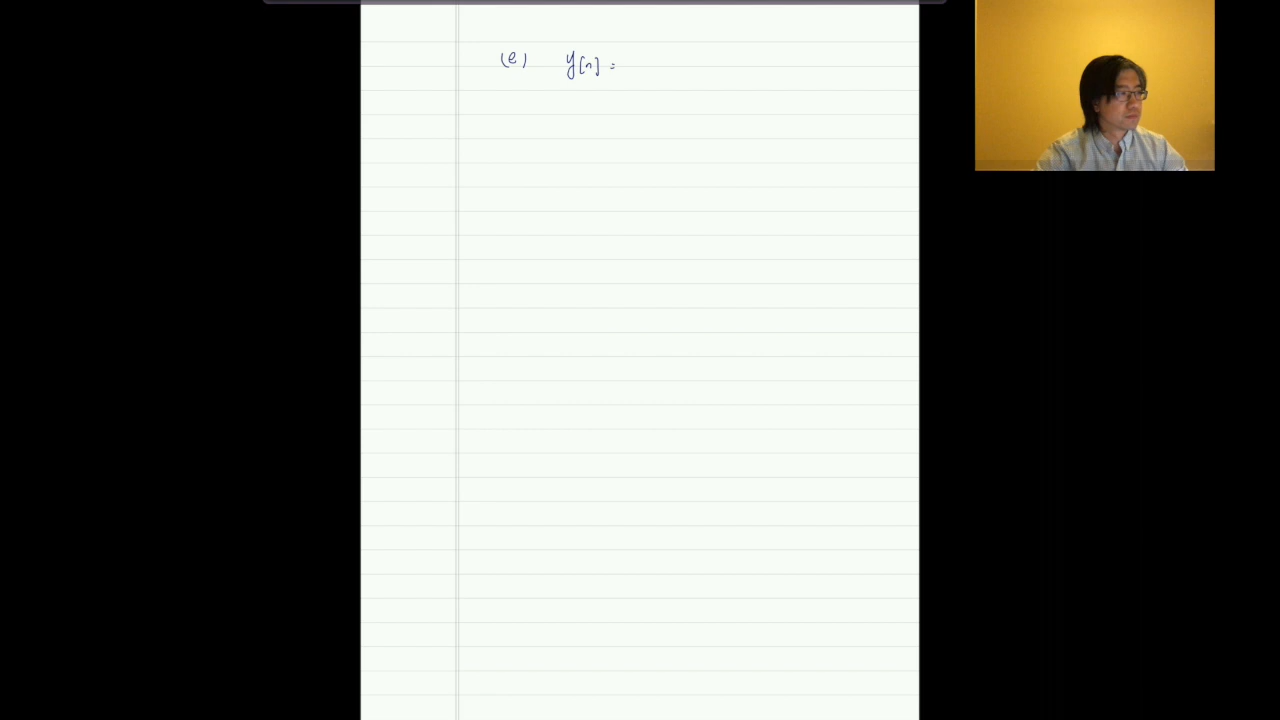 (e) y[n] =